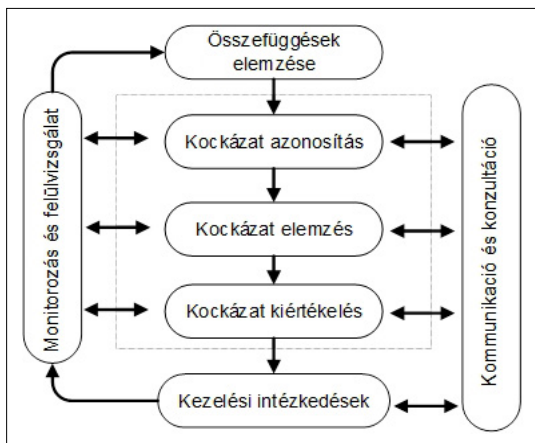 Összefüggések
elemzése
Monitorozás és felülvizsgálat
Kockázat azonosítás
Kommunikáció és konzultáció
Kockázat elemzés
Kockázat kiértékelés
Kezelési intézkedések